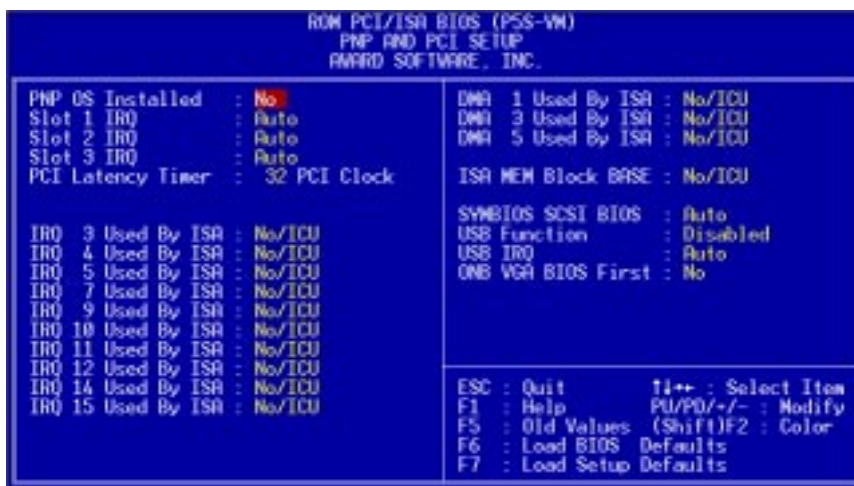 ROM PCI/ISA BIOS (P5S-VM)
PNP AND PCI SETUP
AWARD SOFTWARE, INC.
PNP OS Installed : No
Slot 1 IRQ : Auto
Slot 2 IRQ : Auto
Slot 3 IRQ : Auto
PCI Latency Timer : 32 PCI Clock
IRQ 3 Used By ISA : No/ICU
IRQ 4 Used By ISA : No/ICU
IRQ 5 Used By ISA : No/ICU
IRQ 7 Used By ISA : No/ICU
IRQ 9 Used By ISA : No/ICU
IRQ 10 Used By ISA : No/ICU
IRQ 11 Used By ISA : No/ICU
IRQ 12 Used By ISA : No/ICU
IRQ 14 Used By ISA : No/ICU
IRQ 15 Used By ISA : No/ICU
DMA 1 Used By ISA : No/ICU
DMA 3 Used By ISA : No/ICU
DMA 5 Used By ISA : No/ICU
ISA MEM Block BASE : No/ICU
SYMBIOS SCSI BIOS : Auto
USB Function : Disabled
USB IRQ : Auto
ONB VGA BIOS First : No
ESC : Quit ↑↓→← : Select Item
F1 : Help PU/PD/+/- : Modify
F5 : Old Values (Shift)F2 : Color
F6 : Load BIOS Defaults
F7 : Load Setup Defaults